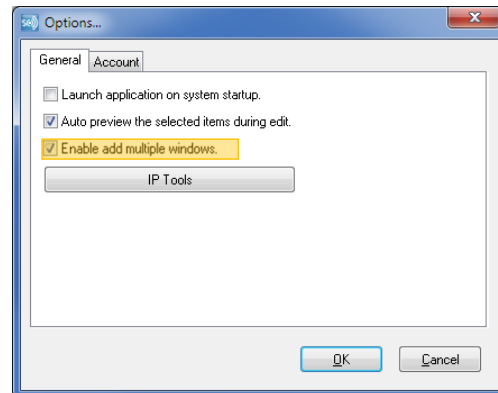 Options...
General Account
Launch application on system startup.
Auto preview the selected items during edit.
Enable add multiple windows.
IP Tools
OK Cancel